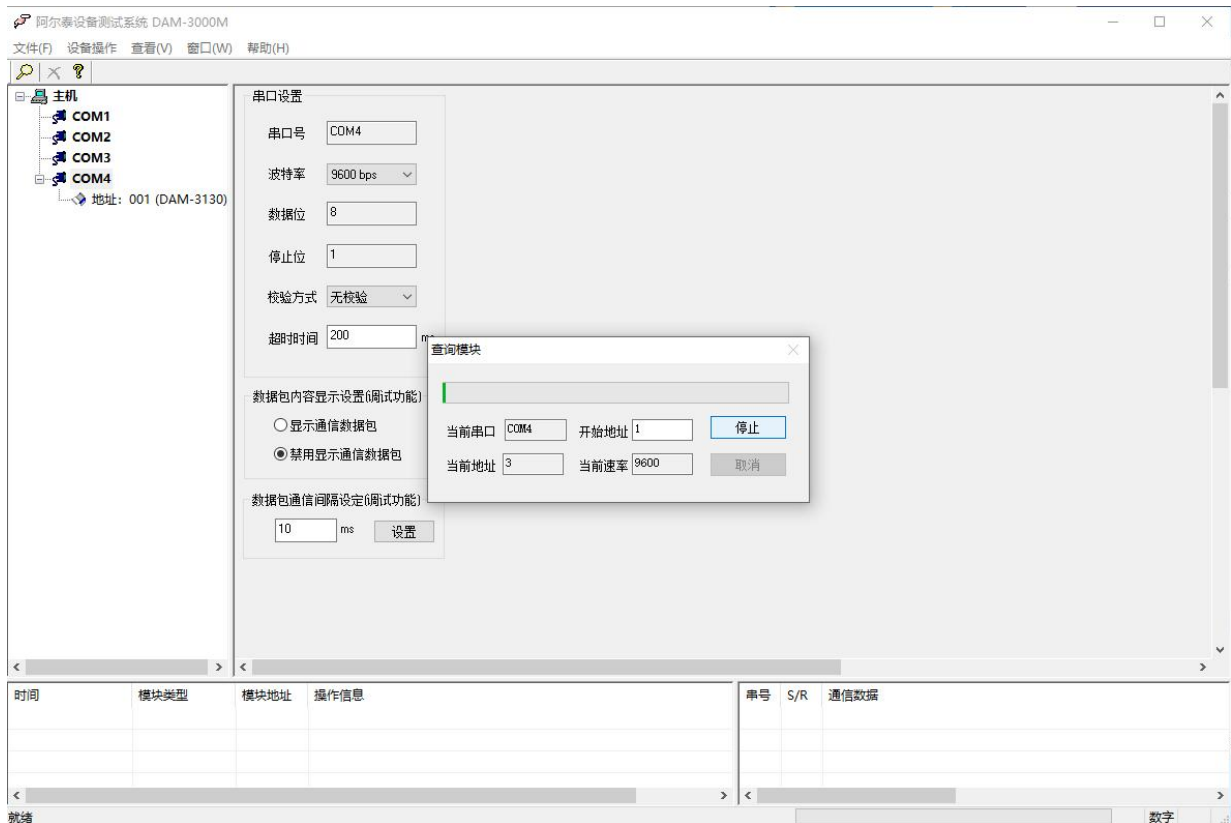 阿尔泰设备测试系统 DAM-3000M
文件(F) 设备操作 查看(V) 窗口(W) 帮助(H)
主机
COM1
COM2
COM3
COM4
地址：001 (DAM-3130)
串口设置
串口号 COM4
波特率 9600 bps
数据位 8
停止位 1
校验方式 无校验
超时时间 200
数据包内容显示设置(调试功能)
显示通信数据包
禁用显示通信数据包
数据包通信间隔设定(调试功能)
10 ms 设置
查询模块
当前串口 COM4 开始地址 1 停止
当前地址 3 当前速率 9600 取消
时间 模块类型 模块地址 操作信息
串号 S/R 通信数据
就绪 数字